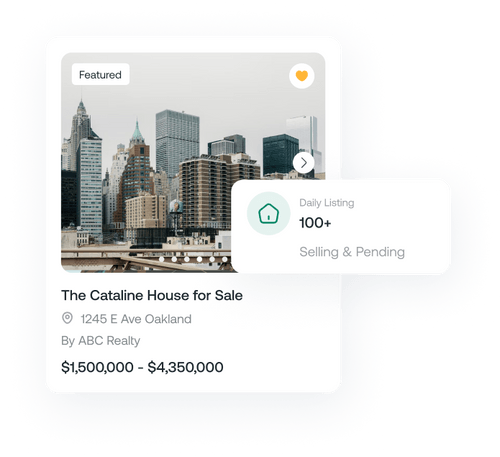 Featured
Daily Listing
100+
Selling & Pending
The Cataline House for Sale
1245 E Ave Oakland
By ABC Realty
$1,500,000 - $4,350,000